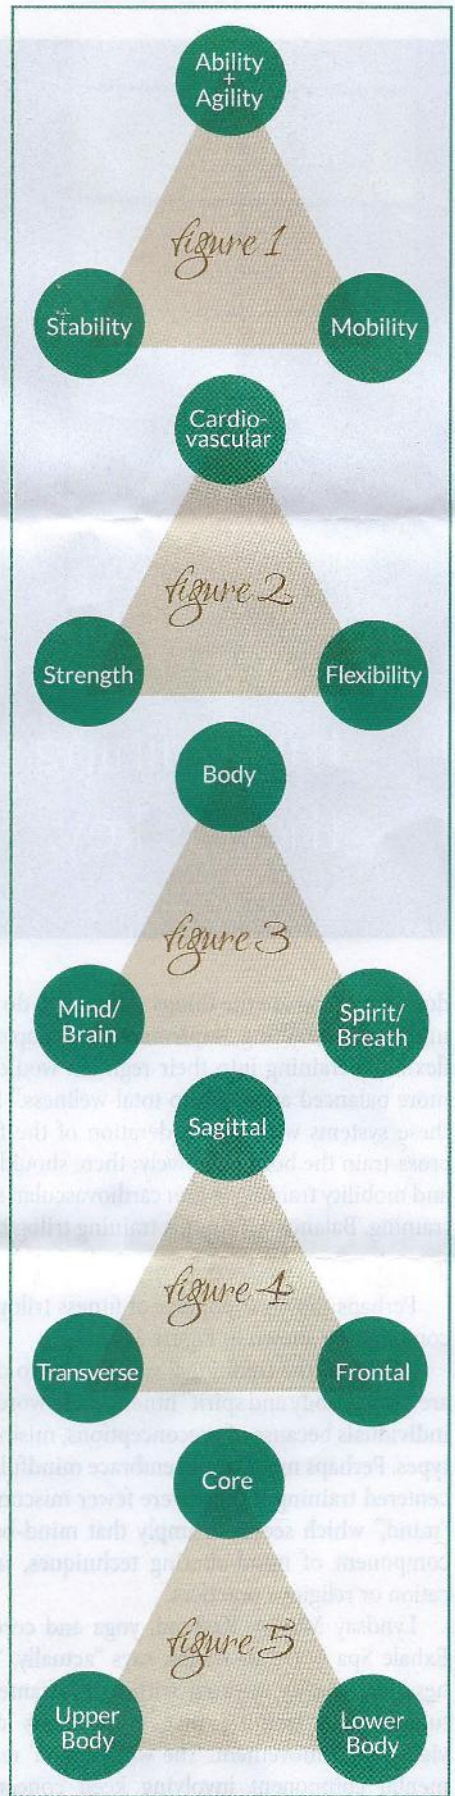 Ability
+
Agility
figure 1
Stability
Mobility
Cardio-
vascular
figure 2
Strength
Flexibility
Body
figure 3
Mind/
Brain
Spirit/
Breath
Sagittal
figure 4
Transverse
Frontal
Core
figure 5
Upper
Body
Lower
Body